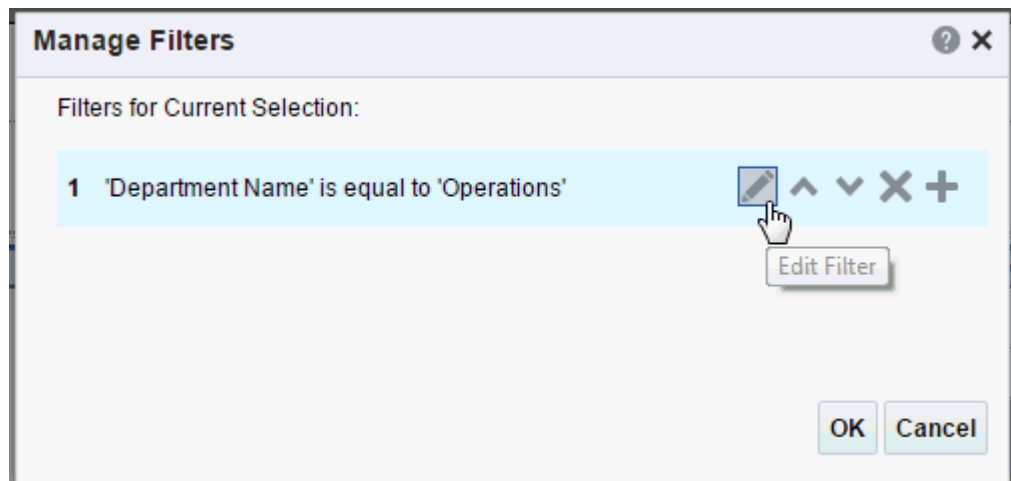 Manage Filters
Filters for Current Selection:
1 'Department Name' is equal to 'Operations'
Edit Filter
OK Cancel